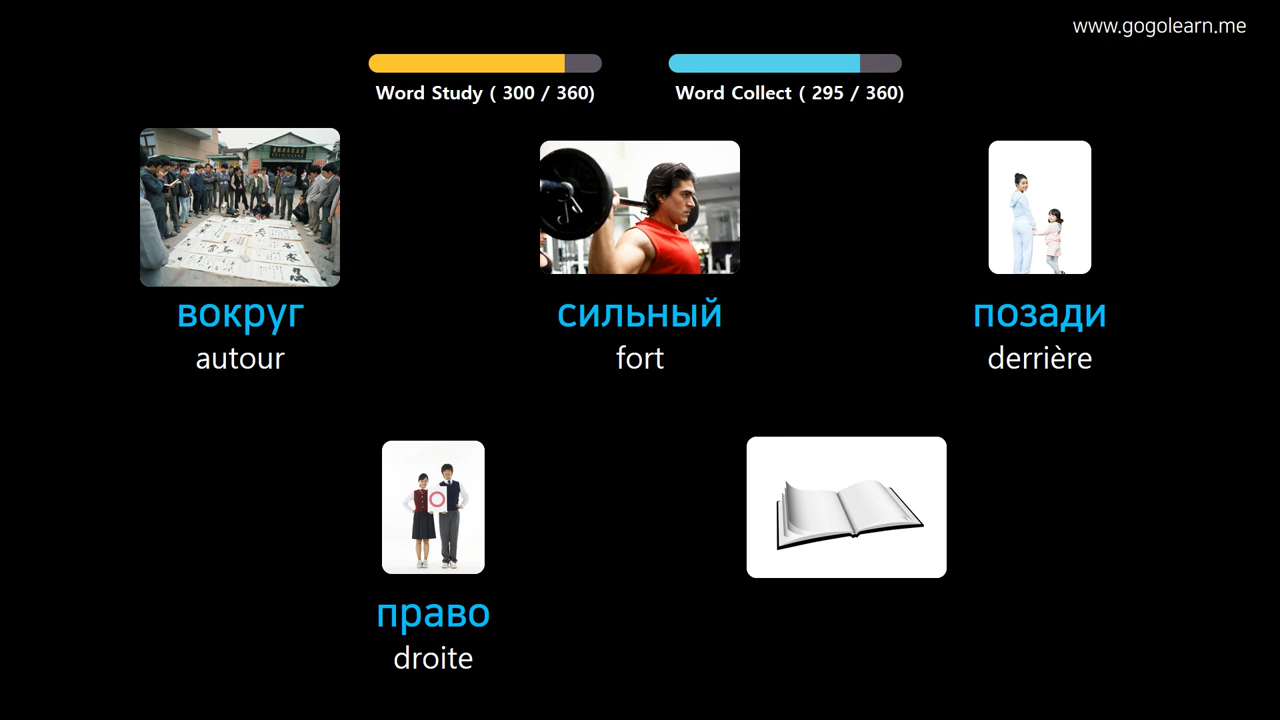 www.gogolearn.me
Word Study ( 300 / 360)
Word Collect ( 295 / 360)
вокруг
autour
сильный
fort
позади
derrière
право
droite